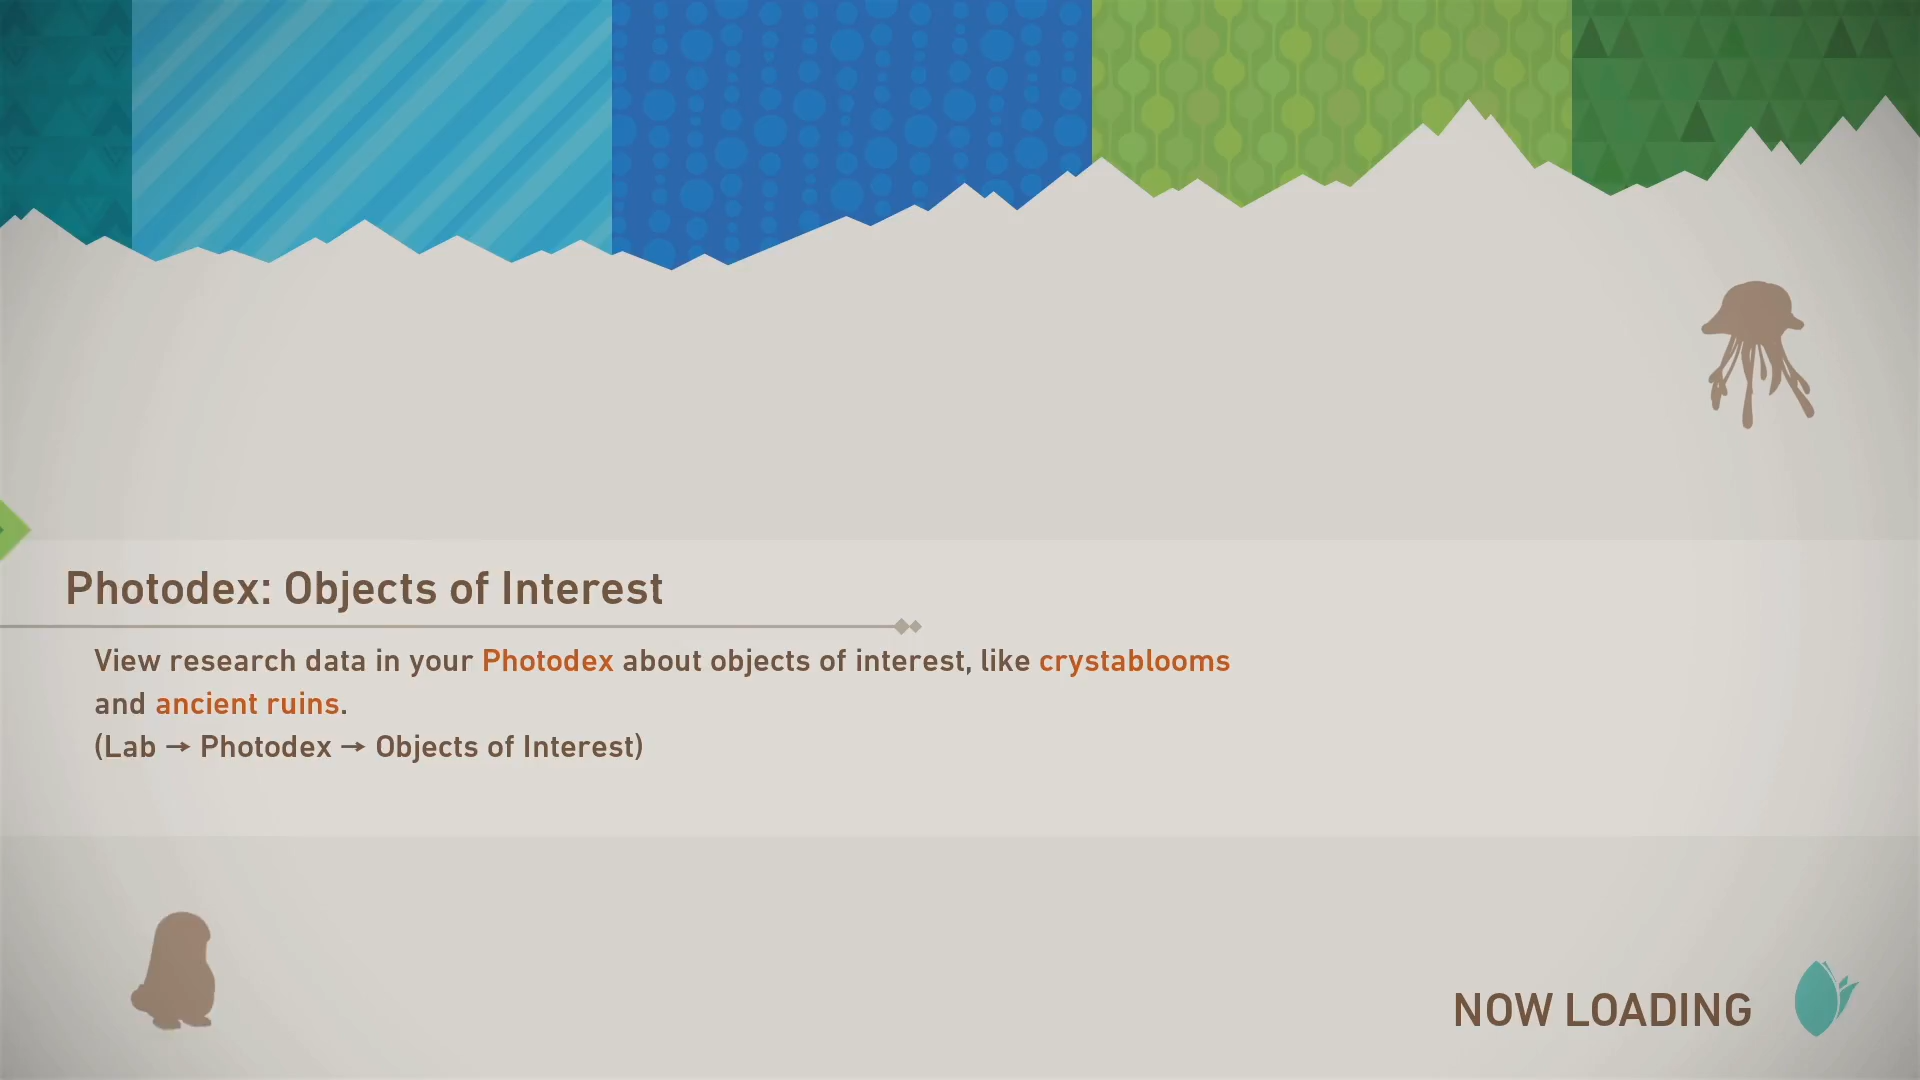 Photodex: Objects of Interest
View research data in your Photodex about objects of interest, like crystablooms
and ancient ruins.
(Lab → Photodex → Objects of Interest)
NOW LOADING